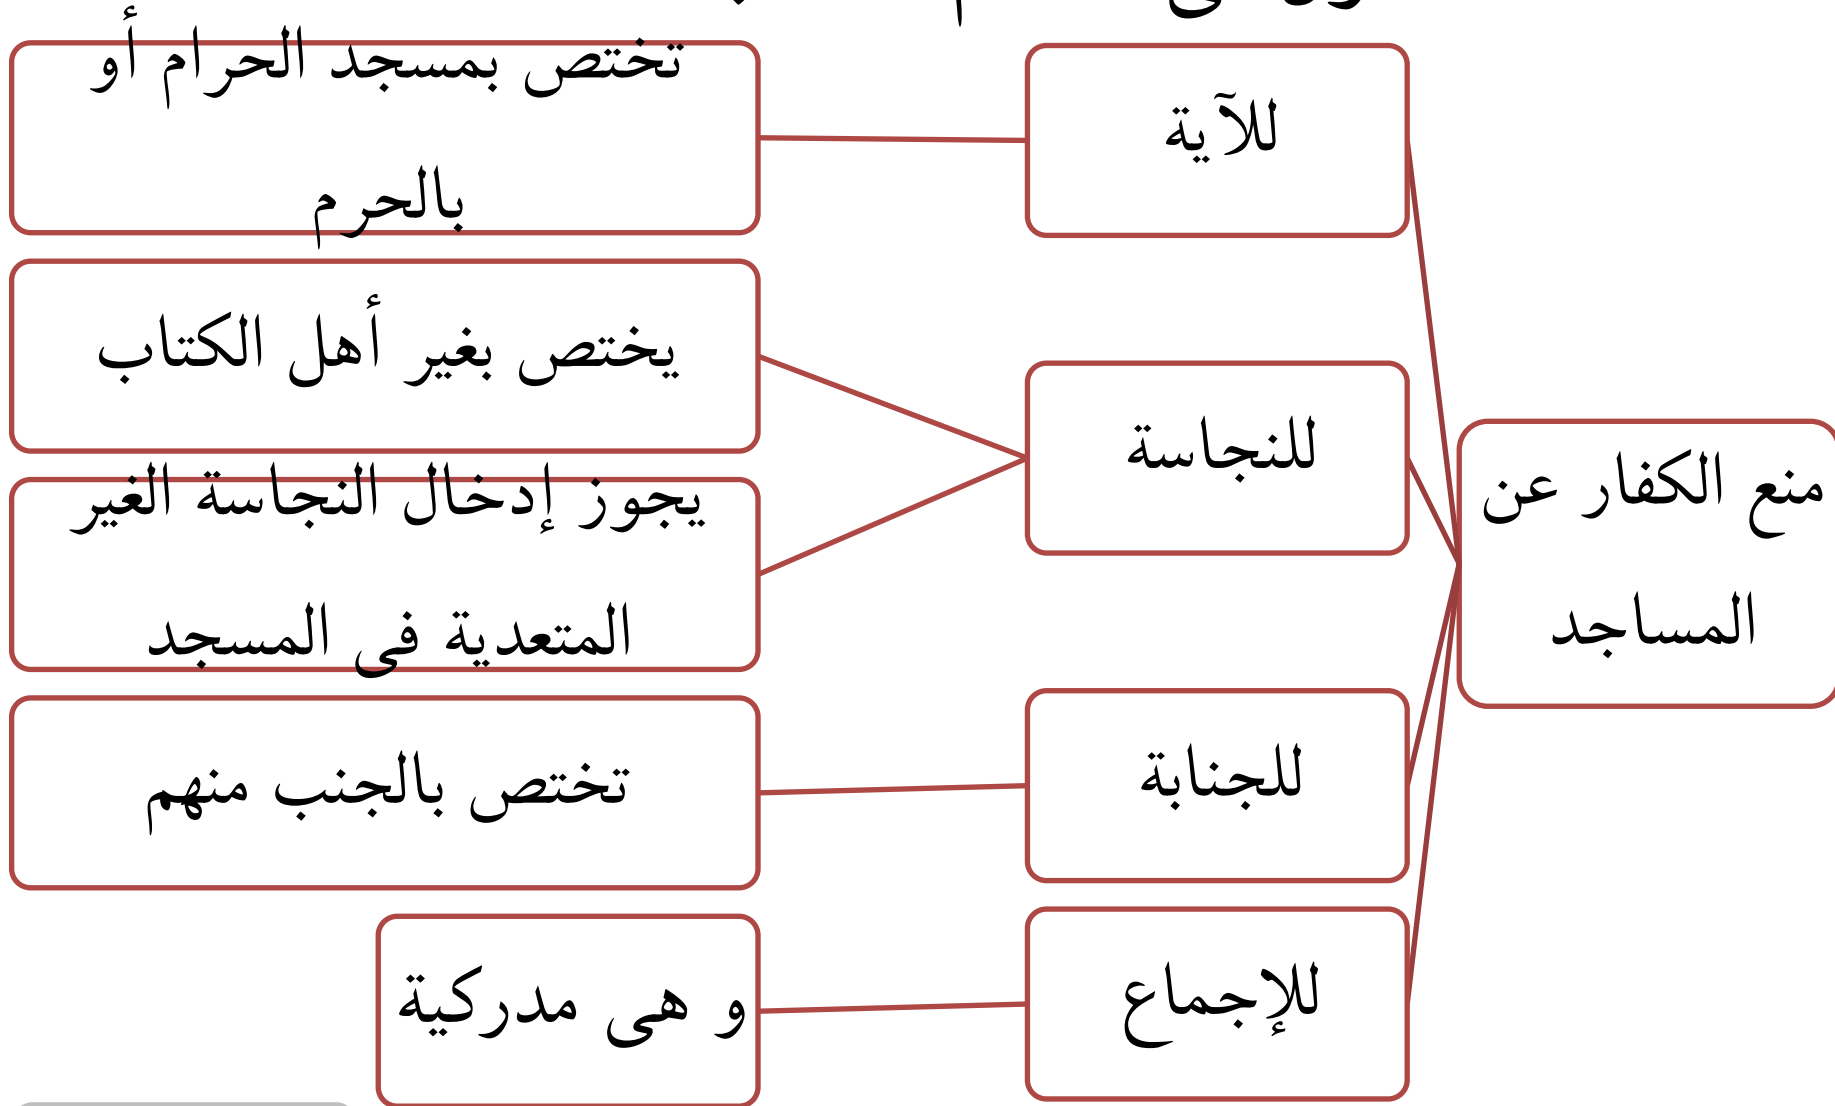 منع الكفار عن
المساجد
للآية
تختص بمسجد الحرام أو
بالحرم
للنجاسة
يختص بغير أهل الكتاب
يجوز إدخال النجاسة الغير
المتعدية فى المسجد
للجنابة
تختص بالجنب منهم
للإجماع
و هى مدركية